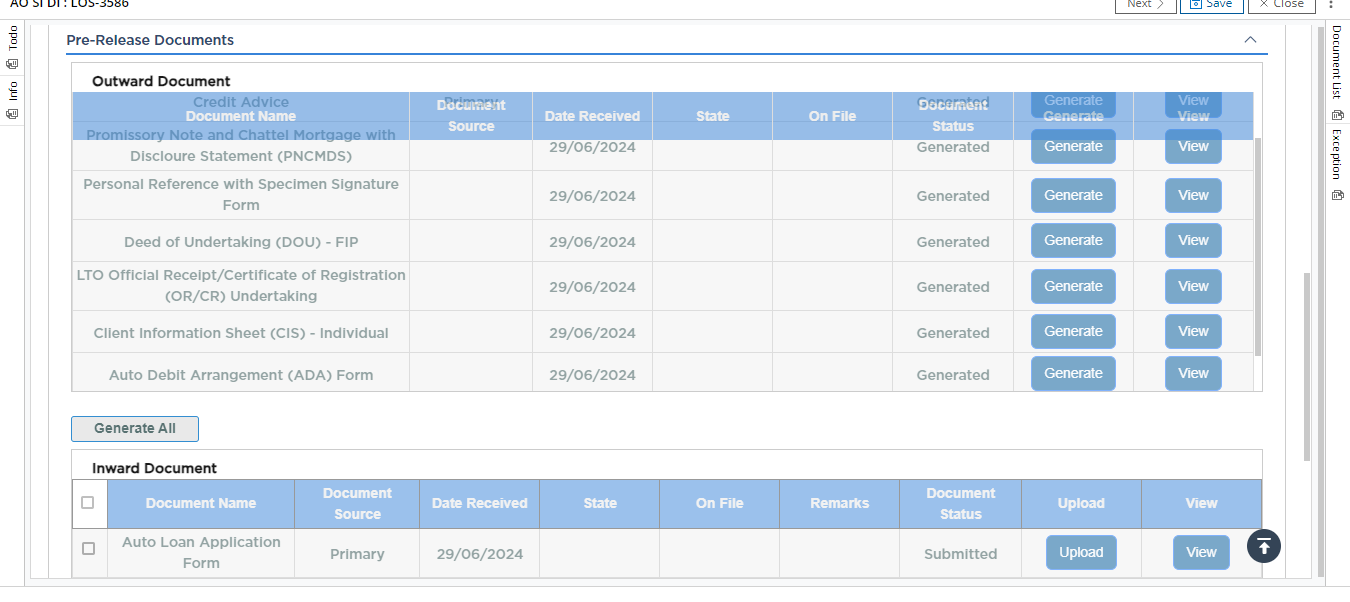 AO SI DI : LOS-3586
Next
Save
Close
Todo
Info
Document List
Exception
Pre-Release Documents
Outward Document
Document Name
Document
Source
Date Received
State
On File
Document
Status
Generate
View
Credit Advice
Primary
Generated
Generate
View
Promissory Note and Chattel Mortgage with
Discloure Statement (PNCMDS)
29/06/2024
Generated
Generate
View
Personal Reference with Specimen Signature
Form
29/06/2024
Generated
Generate
View
Deed of Undertaking (DOU) - FIP
29/06/2024
Generated
Generate
View
LTO Official Receipt/Certificate of Registration
(OR/CR) Undertaking
29/06/2024
Generated
Generate
View
Client Information Sheet (CIS) - Individual
29/06/2024
Generated
Generate
View
Auto Debit Arrangement (ADA) Form
29/06/2024
Generated
Generate
View
Generate All
Inward Document
Document Name
Document
Source
Date Received
State
On File
Remarks
Document
Status
Upload
View
Auto Loan Application
Form
Primary
29/06/2024
Submitted
Upload
View